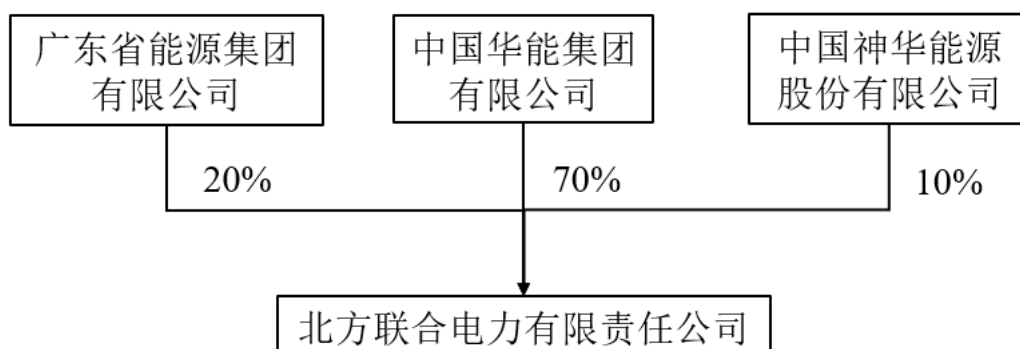 广东省能源集团
有限公司
中国华能集团
有限公司
中国神华能源
股份有限公司
20%
70%
10%
北方联合电力有限责任公司